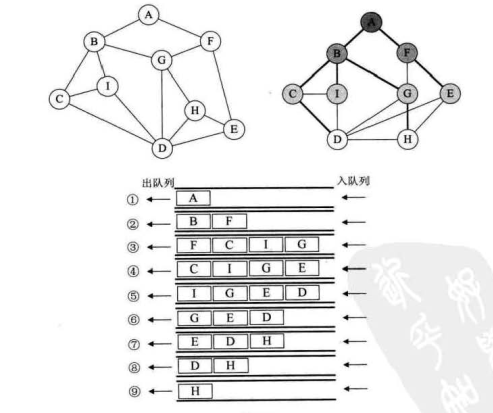 A
B F
G
I
C
H
E
D
A
B F
C I G E
D H
出队列 入队列
① A
② B F
③ F C I G
④ C I G E
⑤ I G E D
⑥ G E D
⑦ E D H
⑧ D H
⑨ H